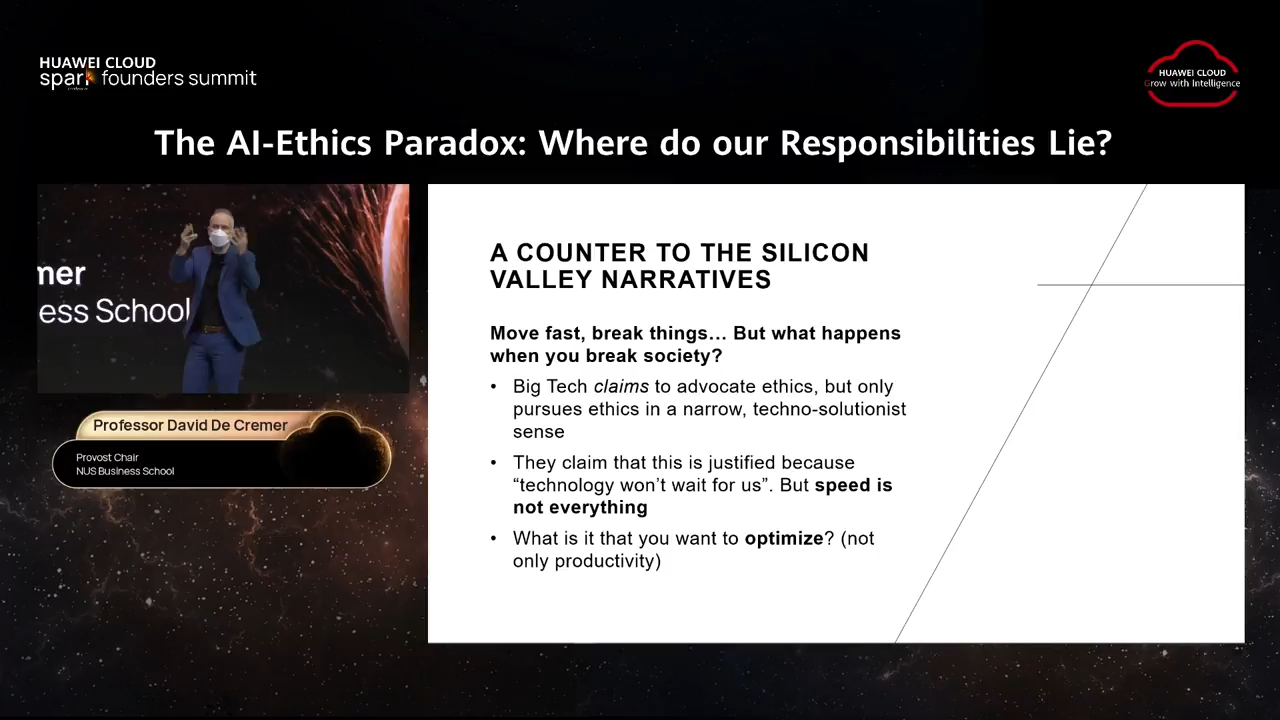 HUAWEI CLOUD
spark founders summit
HUAWEI CLOUD
Grow with Intelligence
The AI-Ethics Paradox: Where do our Responsibilities Lie?
mer
ess School
Professor David De Cremer
Provost Chair
NUS Business School
A COUNTER TO THE SILICON
VALLEY NARRATIVES
Move fast, break things… But what happens
when you break society?
• Big Tech claims to advocate ethics, but only
pursues ethics in a narrow, techno-solutionist
sense
• They claim that this is justified because
“technology won’t wait for us”. But speed is
not everything
• What is it that you want to optimize? (not
only productivity)